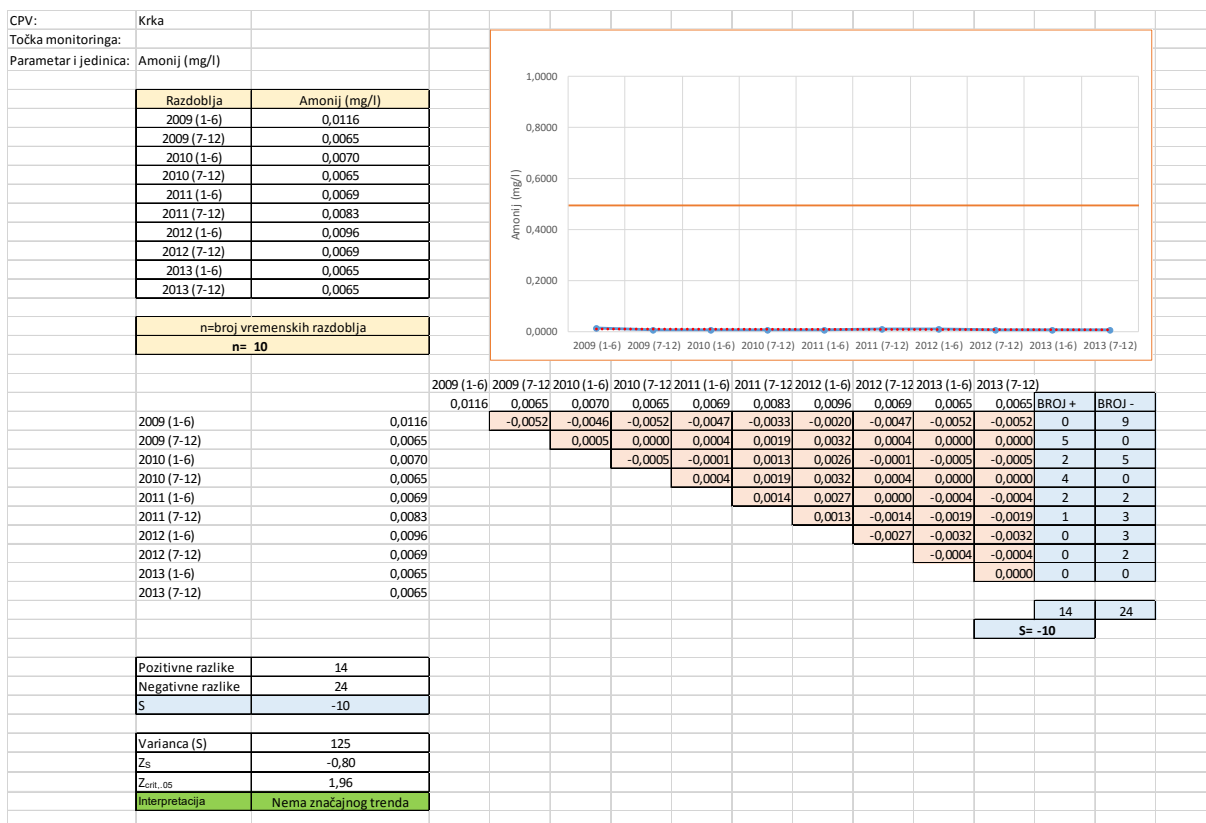 CPV: Krka
Točka monitoringa:
Parametar i jedinica: Amonij (mg/l)
Razdoblja Amonij (mg/l)
2009 (1-6) 0,0116
2009 (7-12) 0,0065
2010 (1-6) 0,0070
2010 (7-12) 0,0065
2011 (1-6) 0,0069
2011 (7-12) 0,0083
2012 (1-6) 0,0096
2012 (7-12) 0,0069
2013 (1-6) 0,0065
2013 (7-12) 0,0065
n=broj vremenskih razdoblja
n= 10
Amonij (mg/l)
1,0000
0,8000
0,6000
0,4000
0,2000
0,0000
2009 (1-6) 2009 (7-12) 2010 (1-6) 2010 (7-12) 2011 (1-6) 2011 (7-12) 2012 (1-6) 2012 (7-12) 2013 (1-6) 2013 (7-12)
2009 (1-6) 2009 (7-12 2010 (1-6) 2010 (7-12 2011 (1-6) 2011 (7-12 2012 (1-6) 2012 (7-12 2013 (1-6) 2013 (7-12)
0,0116 0,0065 0,0070 0,0065 0,0069 0,0083 0,0096 0,0069 0,0065 0,0065 BROJ + BROJ -
2009 (1-6) 0,0116 -0,0052 -0,0046 -0,0052 -0,0047 -0,0033 -0,0020 -0,0047 -0,0052 -0,0052 0 9
2009 (7-12) 0,0065 0,0005 0,0000 0,0004 0,0019 0,0032 0,0004 0,0000 0,0000 5 0
2010 (1-6) 0,0070 -0,0005 -0,0001 0,0013 0,0026 -0,0001 -0,0005 -0,0005 2 5
2010 (7-12) 0,0065 0,0004 0,0019 0,0032 0,0004 0,0000 0,0000 4 0
2011 (1-6) 0,0069 0,0014 0,0027 0,0000 -0,0004 -0,0004 2 2
2011 (7-12) 0,0083 0,0013 -0,0014 -0,0019 -0,0019 1 3
2012 (1-6) 0,0096 -0,0027 -0,0032 -0,0032 0 3
2012 (7-12) 0,0069 -0,0004 -0,0004 0 2
2013 (1-6) 0,0065 0,0000 0 0
2013 (7-12) 0,0065
14 24
S= -10
Pozitivne razlike 14
Negativne razlike 24
S -10
Varianca (S) 125
Zs -0,80
Zcrit,.05 1,96
Interpretacija Nema značajnog trenda